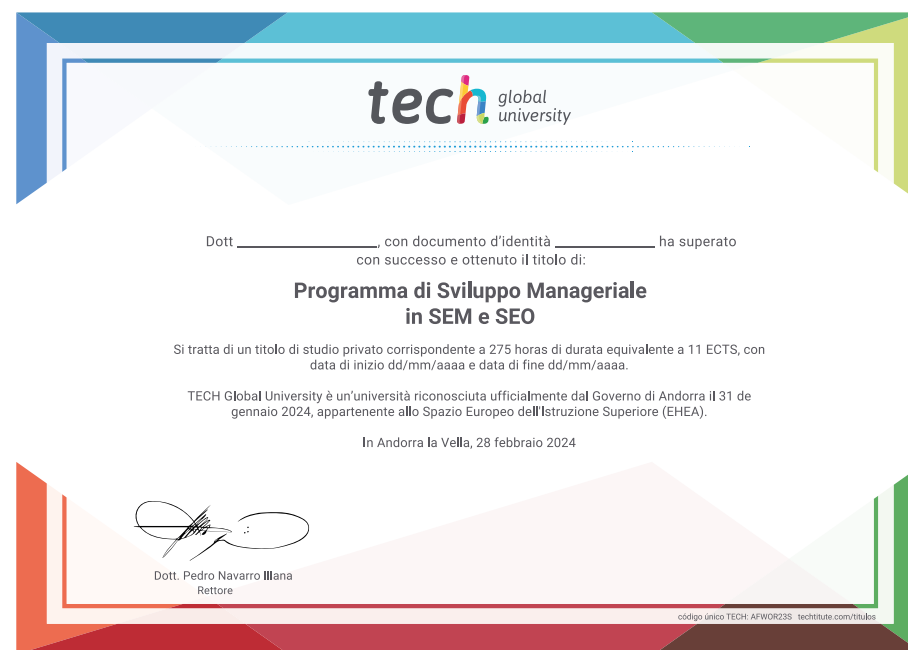 tech global university
Dott ____________, con documento d'identità ____________ ha superato
con successo e ottenuto il titolo di:
Programma di Sviluppo Manageriale
in SEM e SEO
Si tratta di un titolo di studio privato corrispondente a 275 horas di durata equivalente a 11 ECTS, con
data di inizio dd/mm/aaaa e data di fine dd/mm/aaaa.
TECH Global University è un'università riconosciuta ufficialmente dal Governo di Andorra il 31 de
gennaio 2024, appartenente allo Spazio Europeo dell'Istruzione Superiore (EHEA).
In Andorra la Vella, 28 febbraio 2024
Dott. Pedro Navarro Illana
Rettore
código único TECH: AFWOR23S techtitute.com/titulos